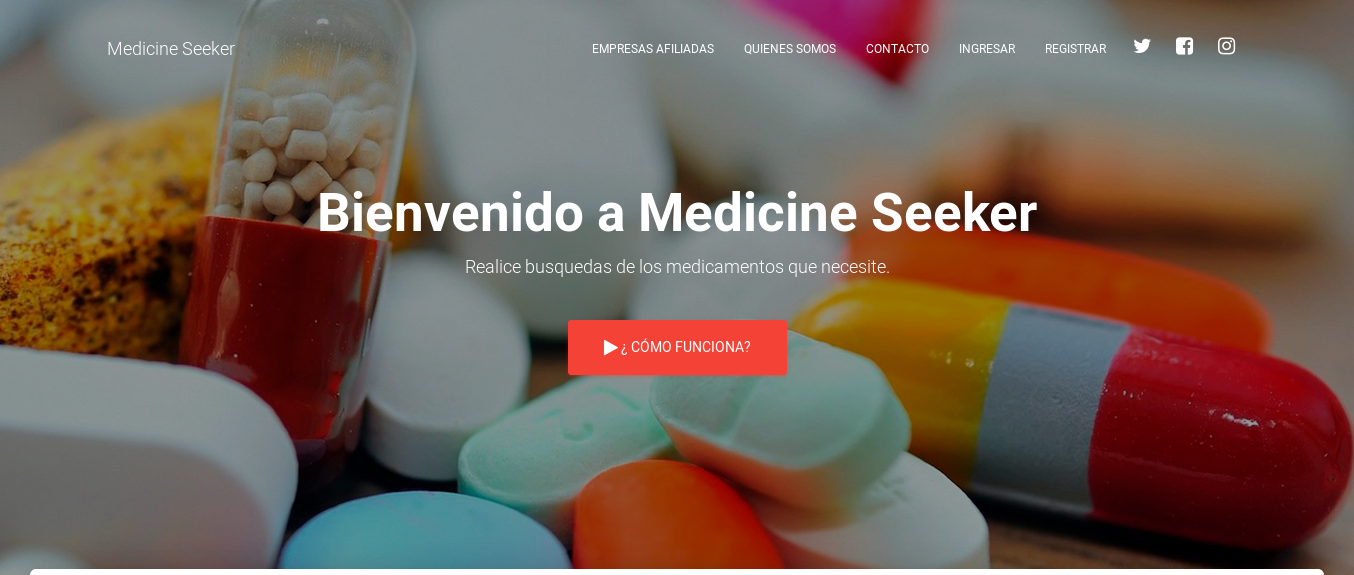 Medicine Seeker
EMPRESAS AFILIADAS QUIENES SOMOS CONTACTO INGRESAR REGISTRAR
Bienvenido a Medicine Seeker
Realice busquedas de los medicamentos que necesite.
¿ CÓMO FUNCIONA?